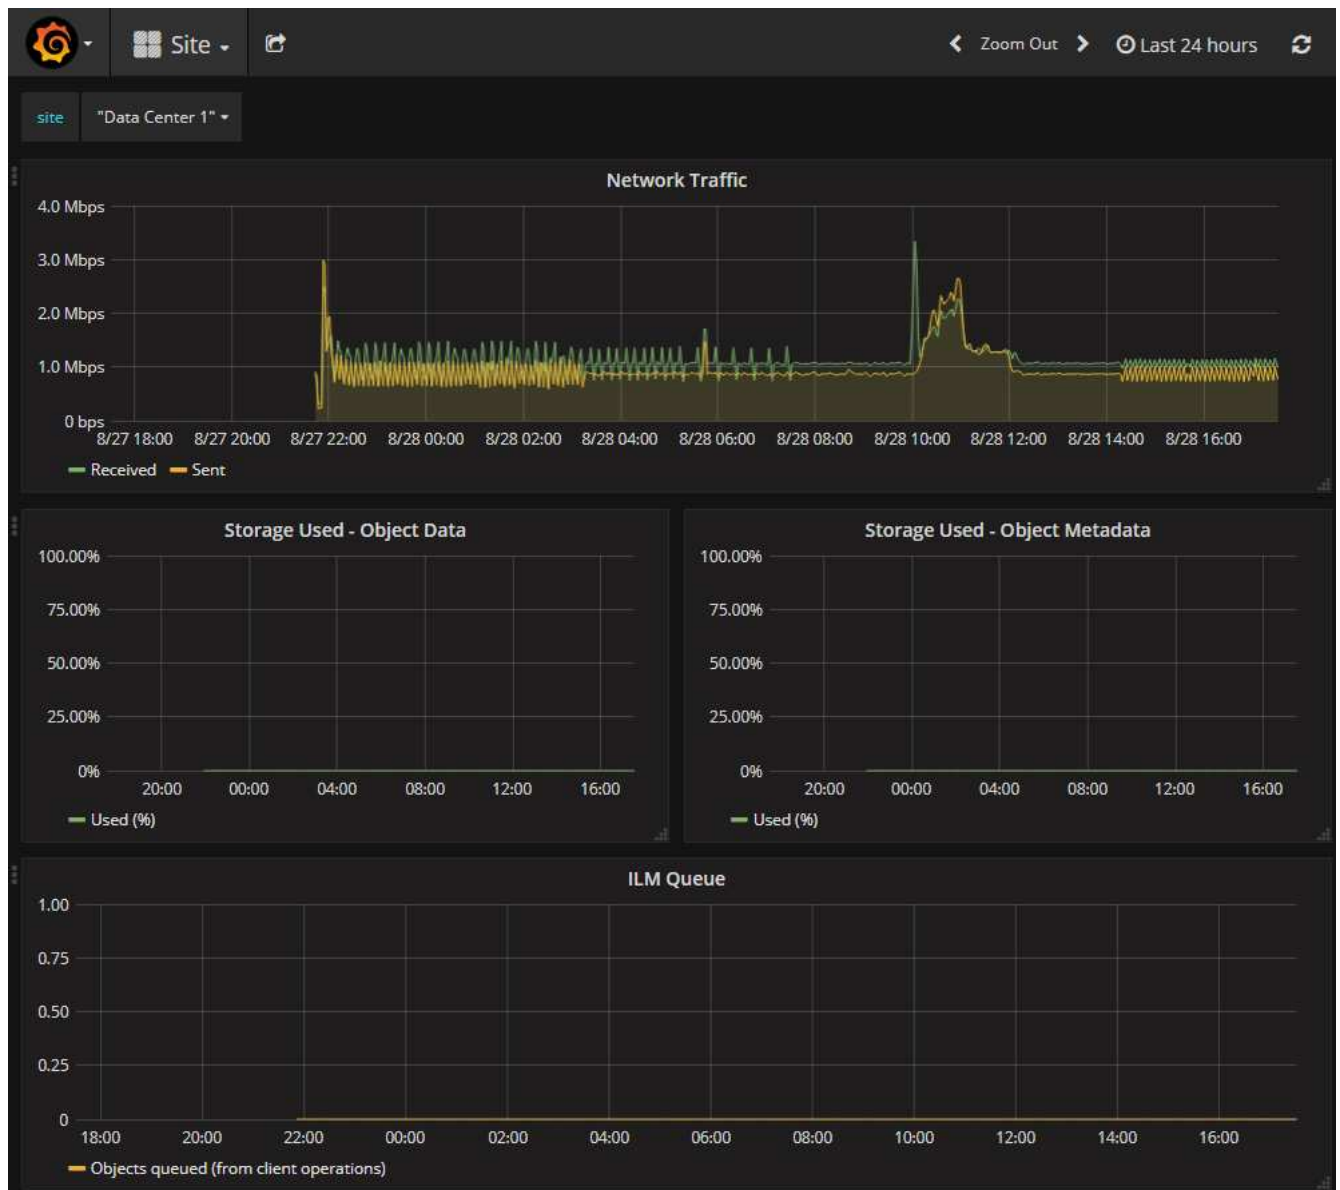 Site
Zoom Out
Last 24 hours
site "Data Center 1"
Network Traffic
4.0 Mbps
3.0 Mbps
2.0 Mbps
1.0 Mbps
0 bps
8/27 18:00 8/27 20:00 8/27 22:00 8/28 00:00 8/28 02:00 8/28 04:00 8/28 06:00 8/28 08:00 8/28 10:00 8/28 12:00 8/28 14:00 8/28 16:00
Received Sent
Storage Used - Object Data
100.00%
75.00%
50.00%
25.00%
0%
20:00 00:00 04:00 08:00 12:00 16:00
Used (%)
Storage Used - Object Metadata
100.00%
75.00%
50.00%
25.00%
0%
20:00 00:00 04:00 08:00 12:00 16:00
Used (%)
ILM Queue
1.00
0.75
0.50
0.25
0
18:00 20:00 22:00 00:00 02:00 04:00 06:00 08:00 10:00 12:00 14:00 16:00
Objects queued (from client operations)